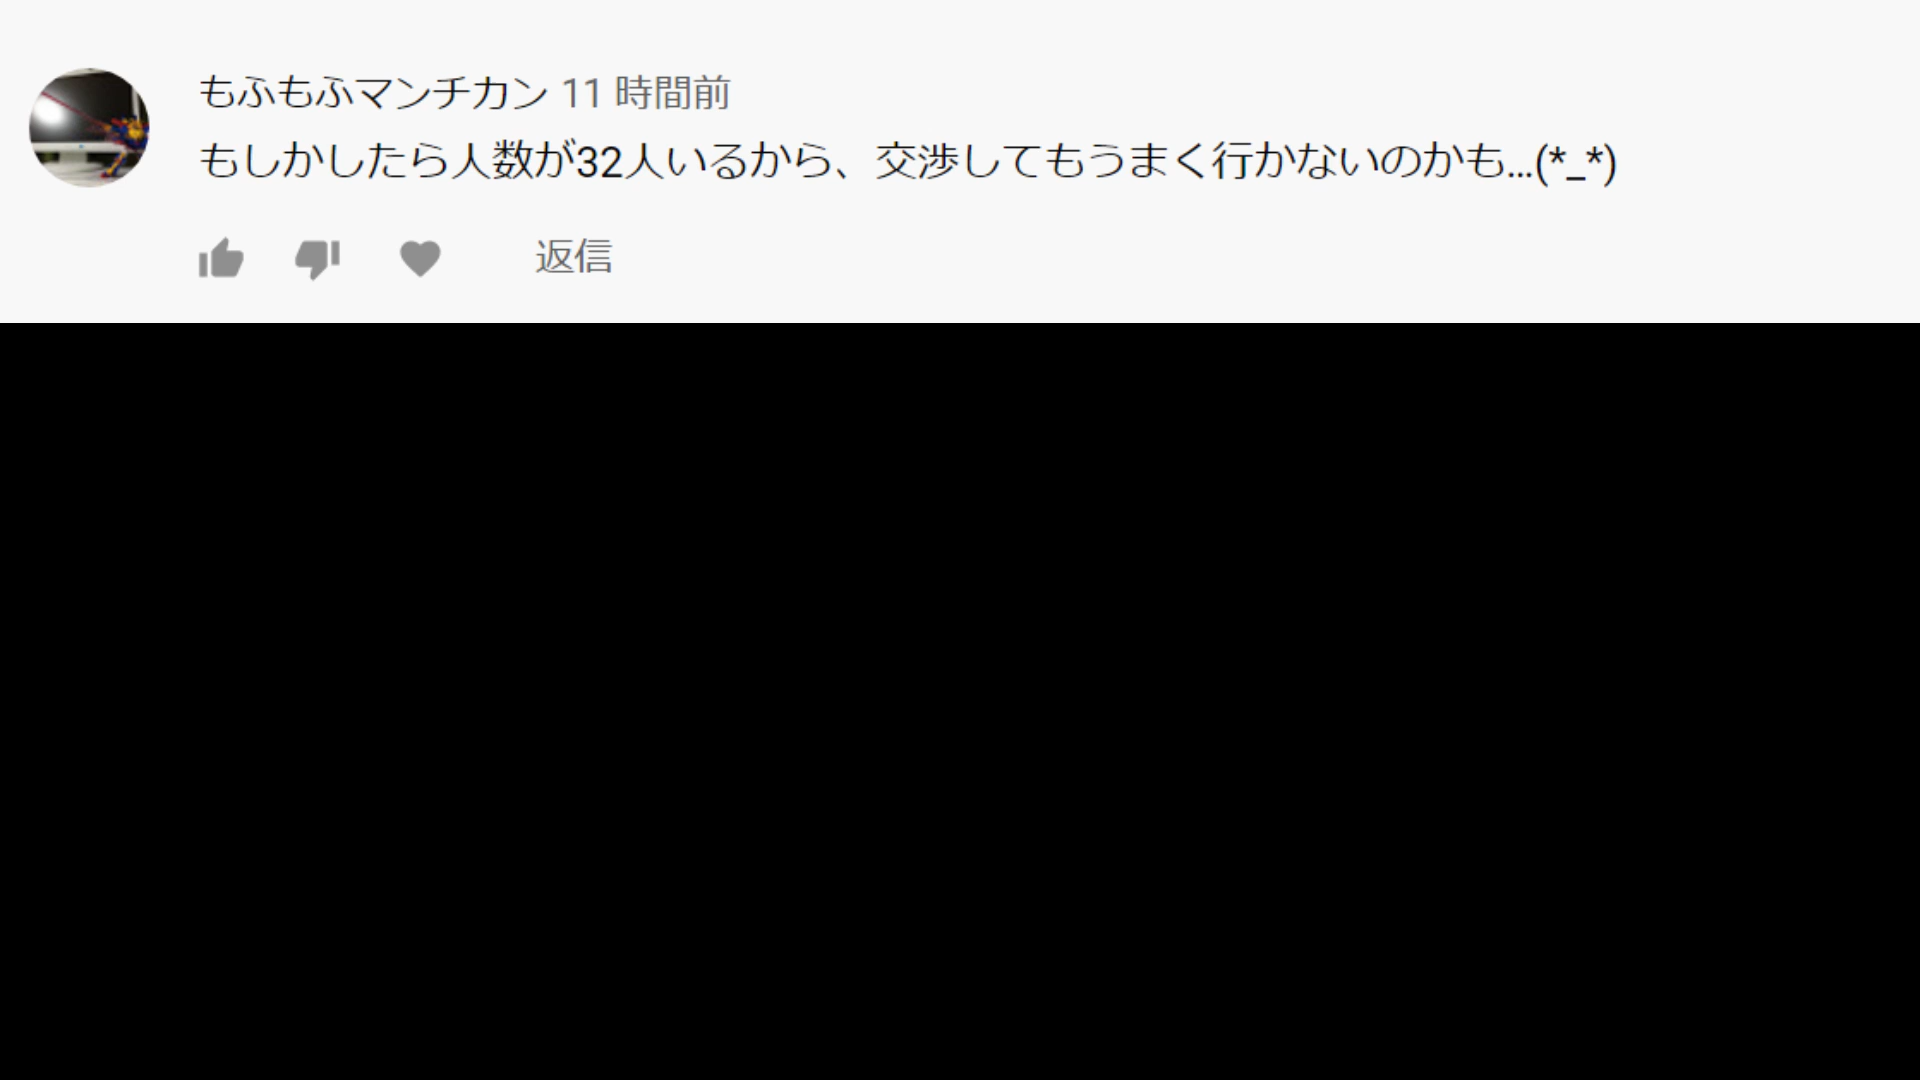 もふもふマンチカン 11 時間前
もしかしたら人数が32人いるから、交渉してもうまく行かないのかも...(*_*)
返信